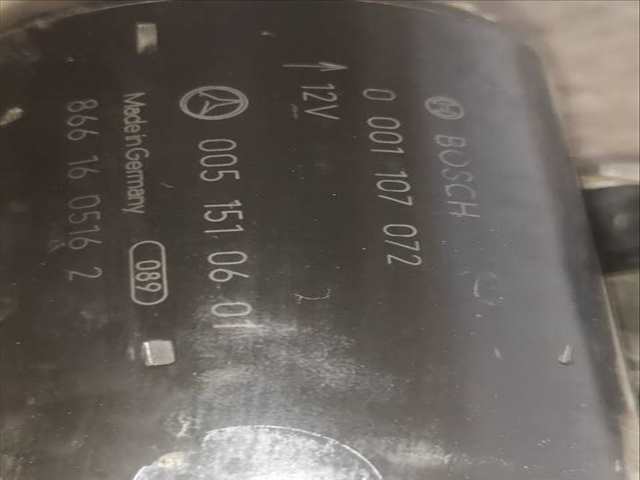 BOSCH
0 001 107 072
12V
005 151 06 01
Made in Germany 089
866 16 0516 2